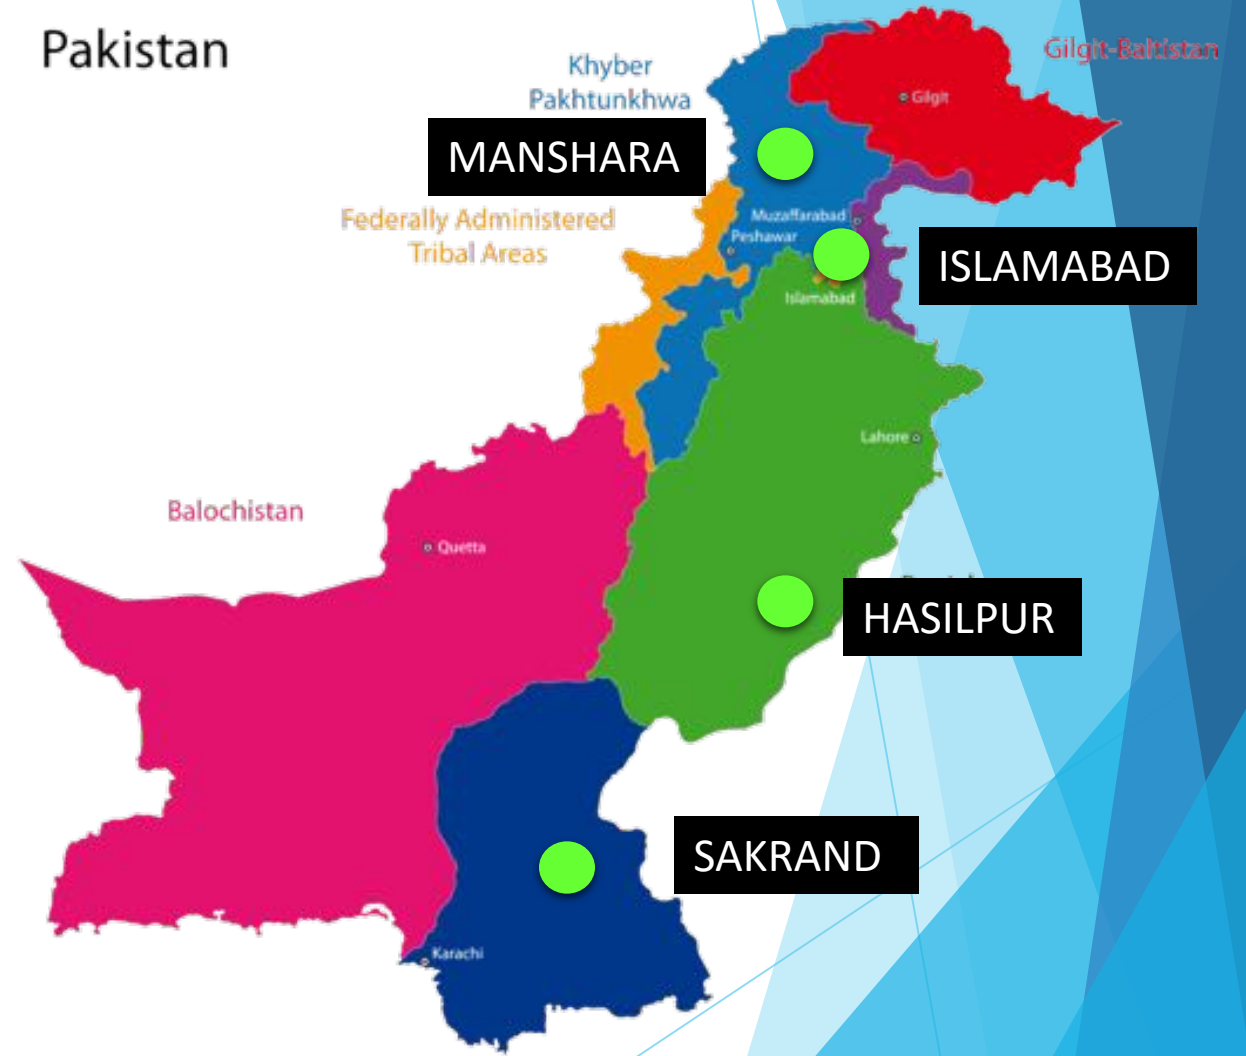 Pakistan
Gilgit-Baltistan
Khyber
Pakhtunkhwa
Gilgit
MANSHARA
Federally Administered
Tribal Areas
Muzaffarabad
Peshawar
ISLAMABAD
Islamabad
Lahore
Balochistan
Quetta
HASILPUR
SAKRAND
Karachi